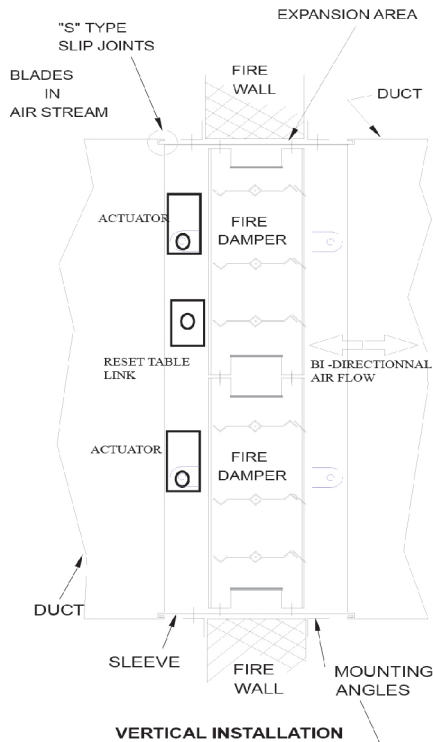 EXPANSION AREA
"S" TYPE
SLIP JOINTS
BLADES
IN
AIR STREAM
FIRE
WALL
DUCT
ACTUATOR
FIRE
DAMPER
RESET TABLE
LINK
BI -DIRECTIONNAL
AIR FLOW
ACTUATOR
FIRE
DAMPER
DUCT
SLEEVE
FIRE
WALL
MOUNTING
ANGLES
VERTICAL INSTALLATION